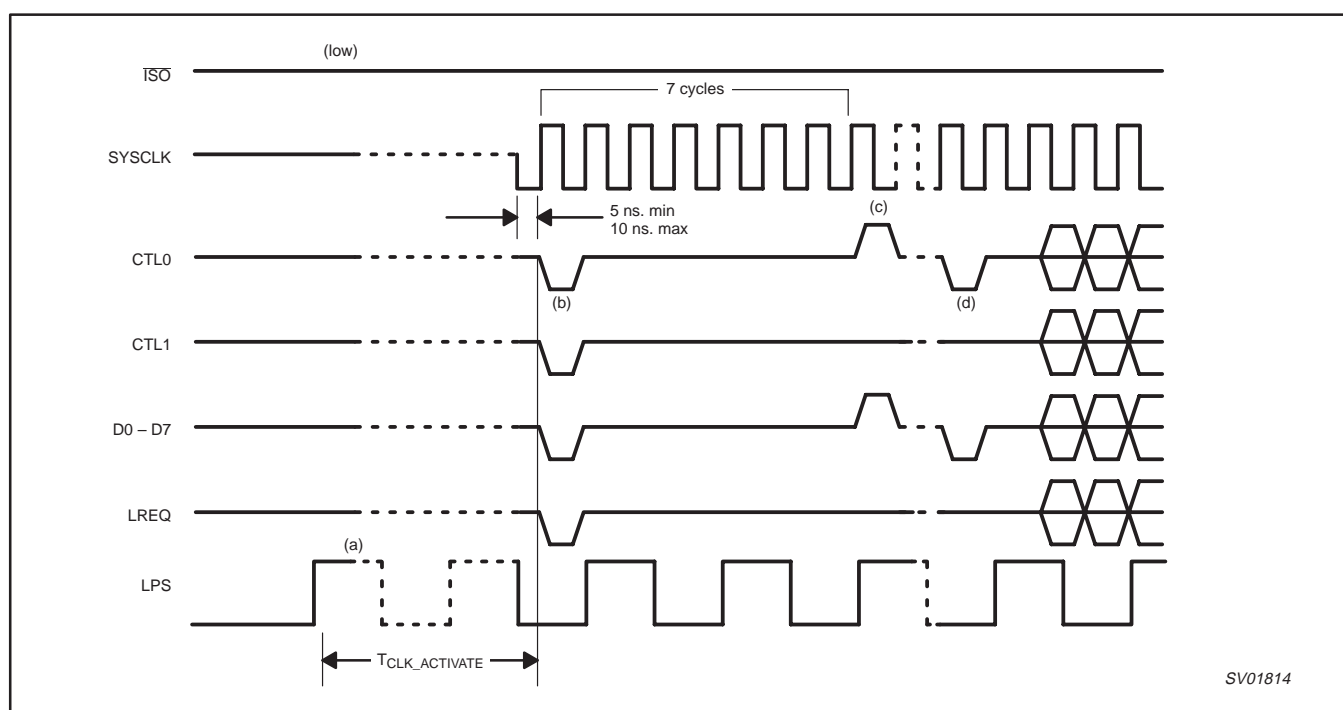 (low)
ISO
7 cycles
SYSCLK
5 ns. min
10 ns. max
(c)
CTL0
(b)
(d)
CTL1
D0 – D7
LREQ
(a)
LPS
TCLK_ACTIVATE
SV01814